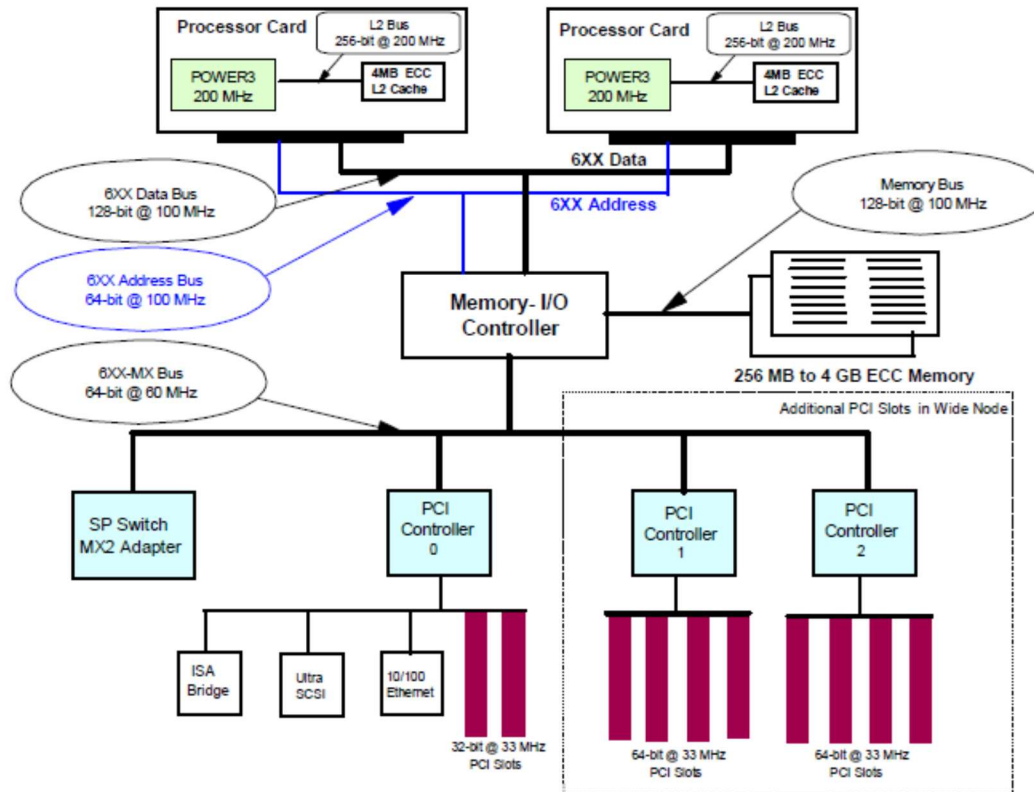 Processor Card
L2 Bus
256-bit @ 200 MHz
POWER3
200 MHz
4MB ECC
L2 Cache
Processor Card
L2 Bus
256-bit @ 200 MHz
POWER3
200 MHz
4MB ECC
L2 Cache
6XX Data
6XX Address
6XX Data Bus
128-bit @ 100 MHz
Memory Bus
128-bit @ 100 MHz
6XX Address Bus
64-bit @ 100 MHz
Memory- I/O
Controller
6XX-MX Bus
64-bit @ 60 MHz
256 MB to 4 GB ECC Memory
Additional PCI Slots in Wide Node
SP Switch
MX2 Adapter
PCI
Controller
0
PCI
Controller
1
PCI
Controller
2
ISA
Bridge
Ultra
SCSI
10/100
Ethernet
32-bit @ 33 MHz
PCI Slots
64-bit @ 33 MHz
PCI Slots
64-bit @ 33 MHz
PCI Slots